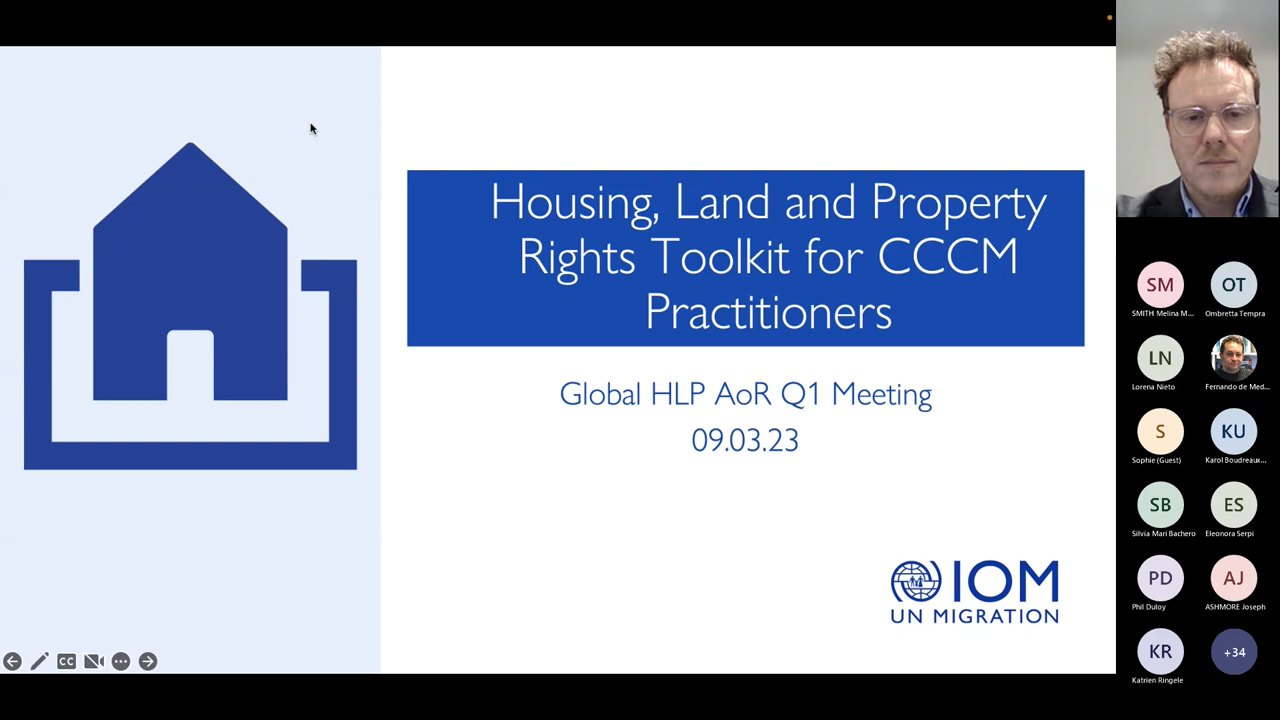 Housing, Land and Property
Rights Toolkit for CCCM
Practitioners
Global HLP AoR Q1 Meeting
09.03.23
IOM
UN MIGRATION
CC
SM
OT
SMITH Melina M...
Ombretta Tempra
LN
Lorena Nieto
Fernando de Med...
S
KU
Sophie (Guest)
Karol Boudreaux...
SB
ES
Silvia Mari Bachero
Eleonora Serpi
PD
AJ
Phil Duloy
ASHMORE Joseph
KR
+34
Katrien Ringele